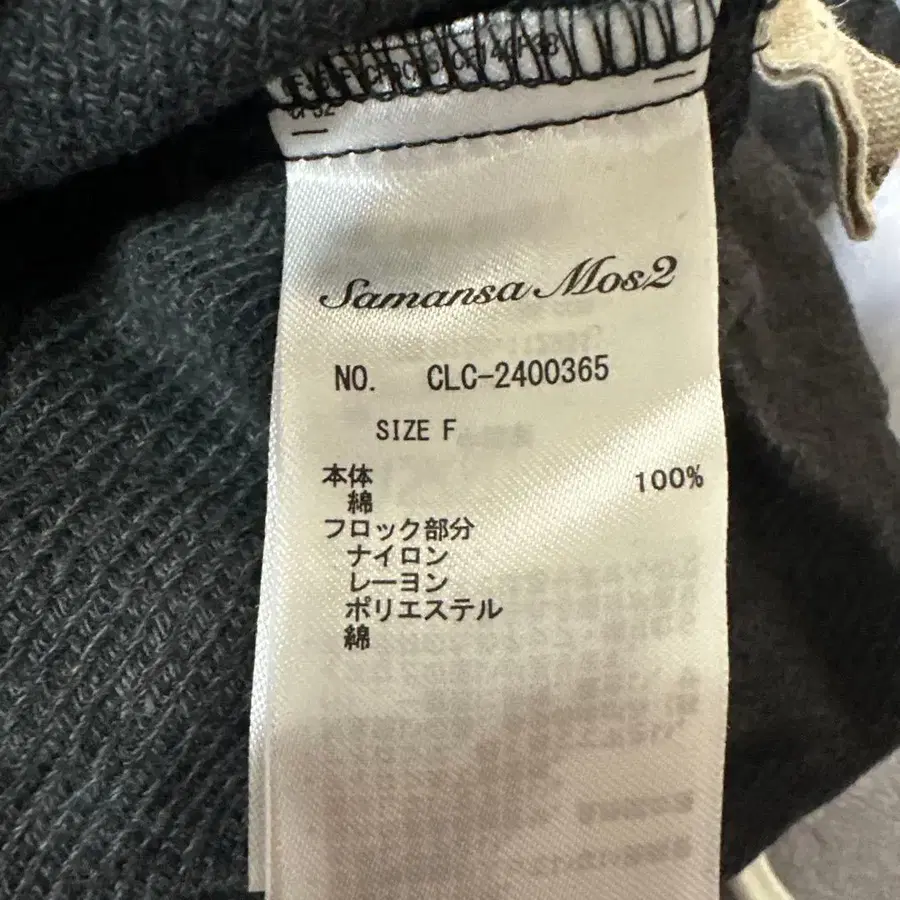 Samansa Mos2
NO. CLC-2400365
SIZE F
本体 100%
綿
フロック部分
ナイロン
レーヨン
ポリエステル
綿